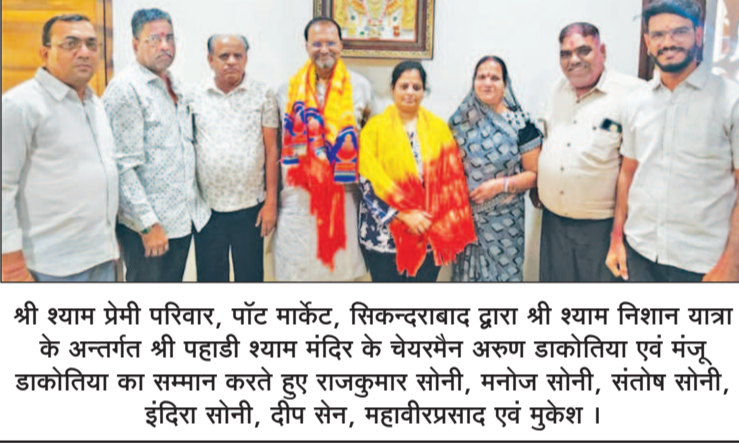 श्री श्याम प्रेमी परिवार, पॉट मार्केट, सिकन्दराबाद द्वारा श्री श्याम निशान यात्रा
के अन्तर्गत श्री पहाडी श्याम मंदिर के चेयरमैन अरुण डाकोतिया एवं मंजू
डाकोतिया का सम्मान करते हुए राजकुमार सोनी, मनोज सोनी, संतोष सोनी,
इंदिरा सोनी, दीप सेन, महावीरप्रसाद एवं मुकेश ।